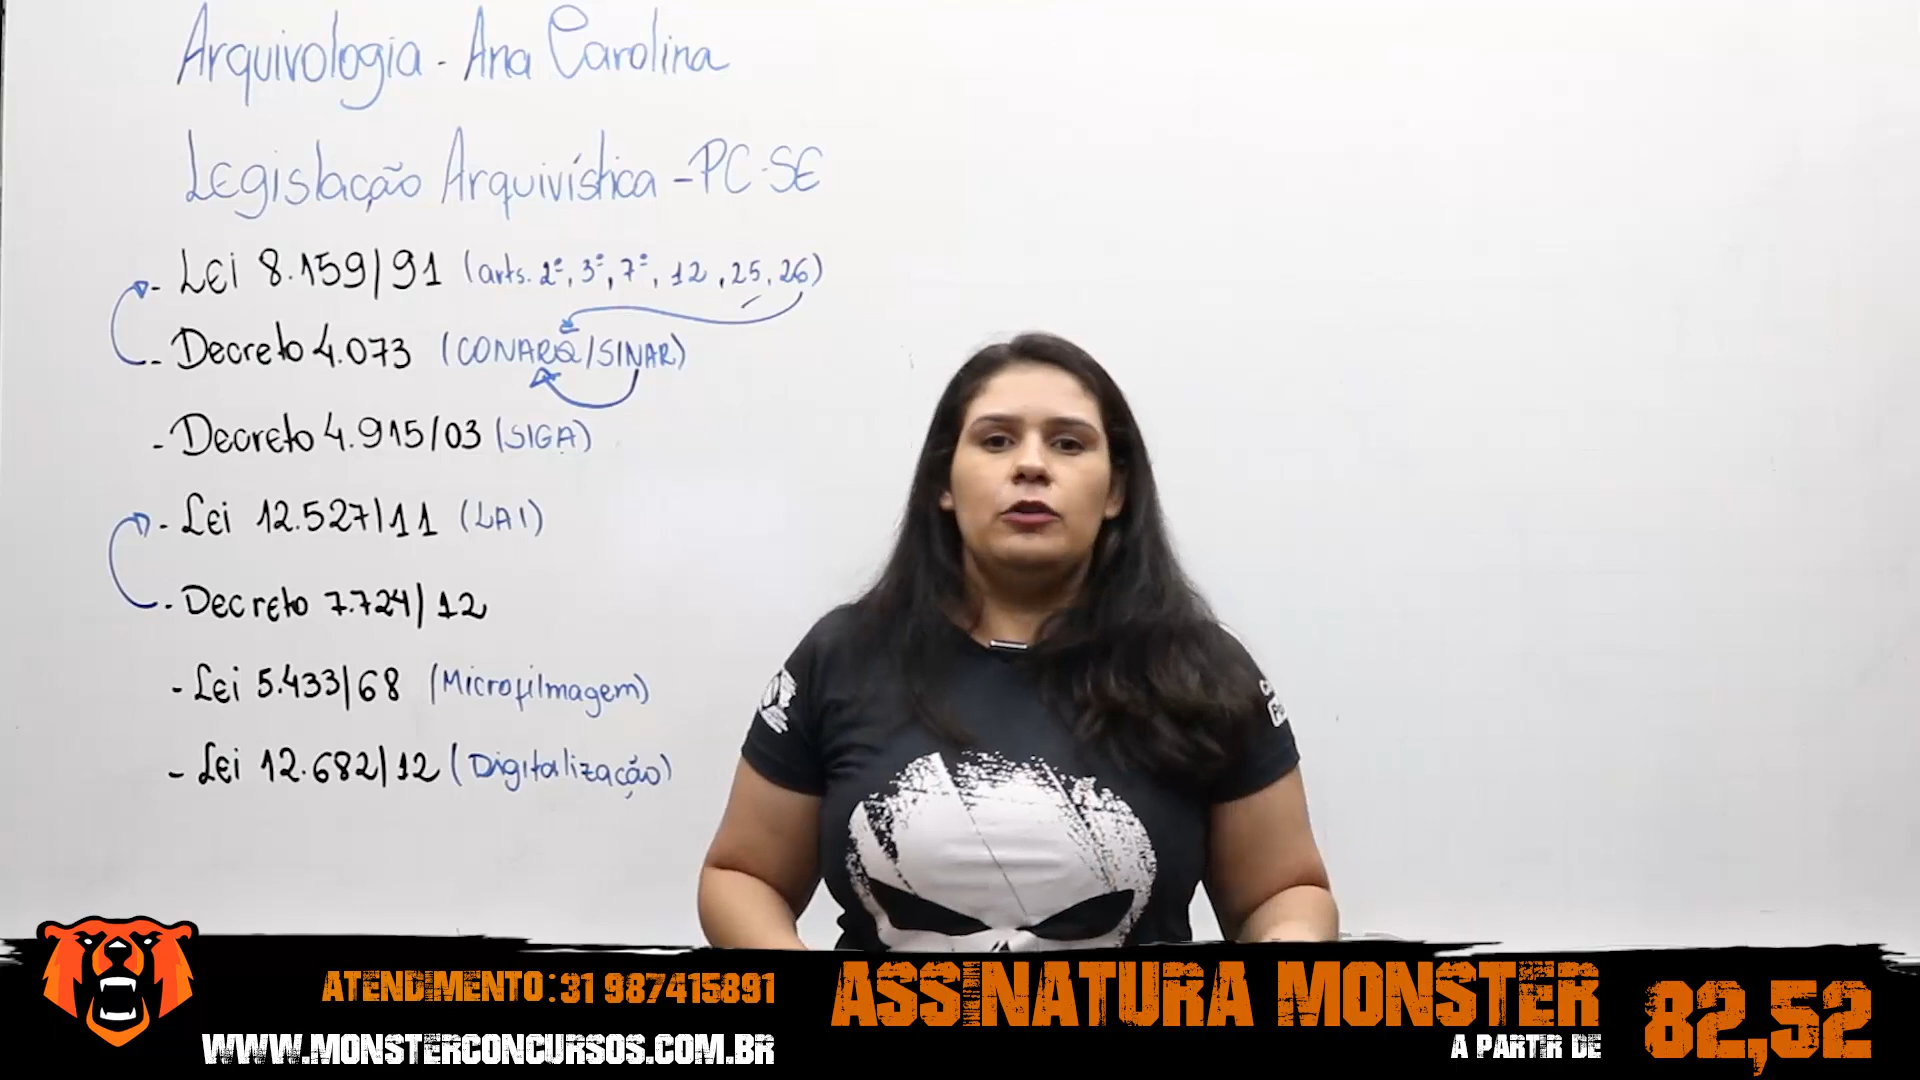 Arquivologia - Ana Carolina
Legislação Arquivística - PC-SE
- Lei 8.159/91 (arts. 2º, 3º, 7º, 12, 25, 26)
- Decreto 4.073 (CONARQ/SINAR)
- Decreto 4.915/03 (SIGA)
- Lei 12.527/11 (LAI)
- Decreto 7.724/12
- Lei 5.433/68 (Microfilmagem)
- Lei 12.682/12 (Digitalização)
ATENDIMENTO: 31 987415891
WWW.MONSTERCONCURSOS.COM.BR
ASSINATURA MONSTER
A PARTIR DE
82,52